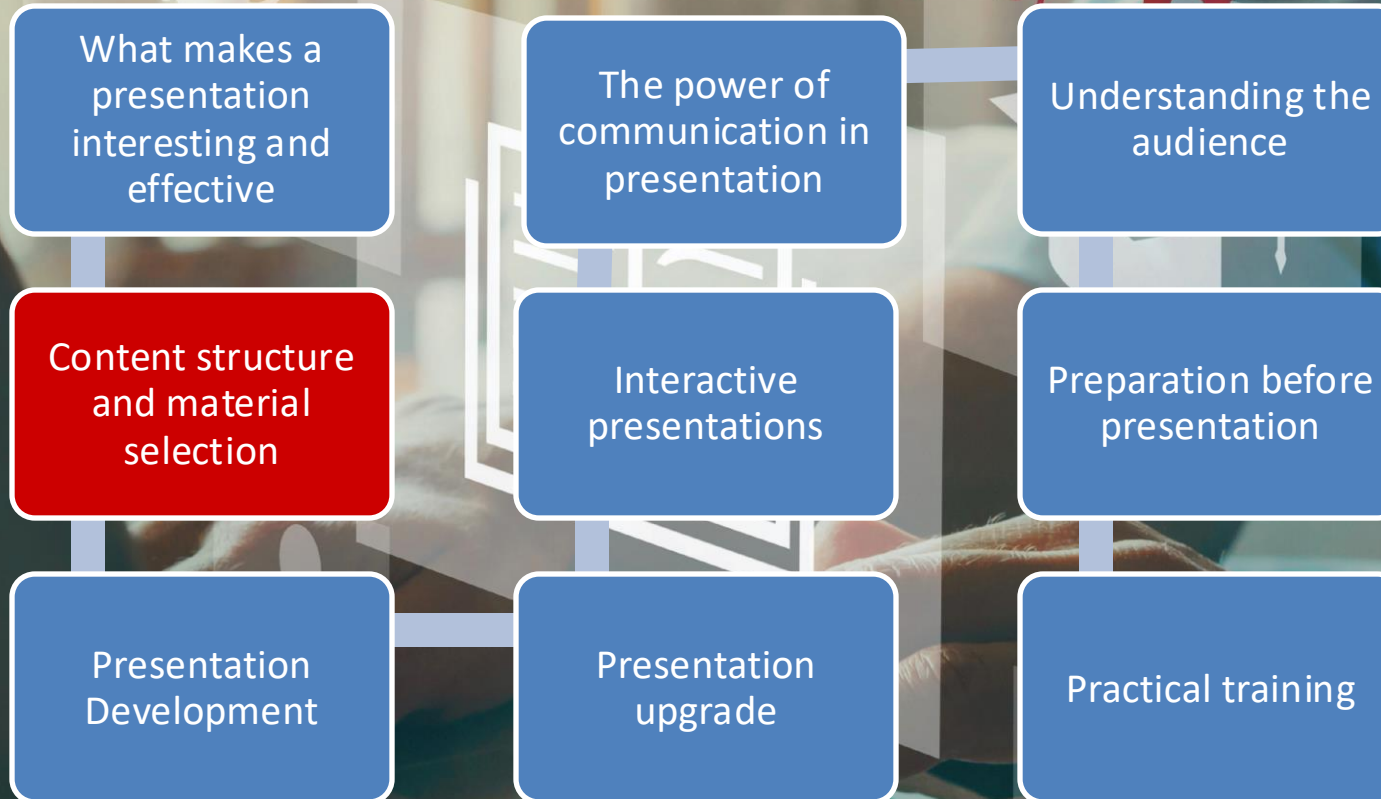 What makes a
presentation
interesting and
effective
Content structure
and material
selection
Presentation
Development
Presentation
upgrade
Interactive
presentations
The power of
communication in
presentation
Understanding the
audience
Preparation before
presentation
Practical training